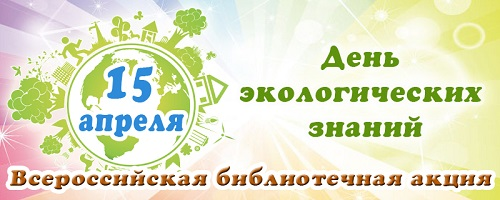 15
апреля
День
экологических
знаний
Всероссийская библиотечная акция